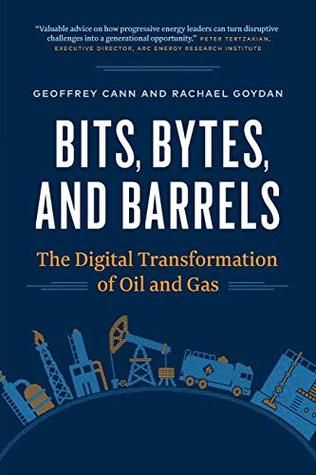 "Valuable advice on how progressive energy leaders can turn disruptive
challenges into a generational opportunity." PETER TERTZAKIAN,
EXECUTIVE DIRECTOR, ARC ENERGY RESEARCH INSTITUTE
GEOFFREY CANN AND RACHAEL GOYDAN
BITS, BYTES,
AND BARRELS
The Digital Transformation
of Oil and Gas